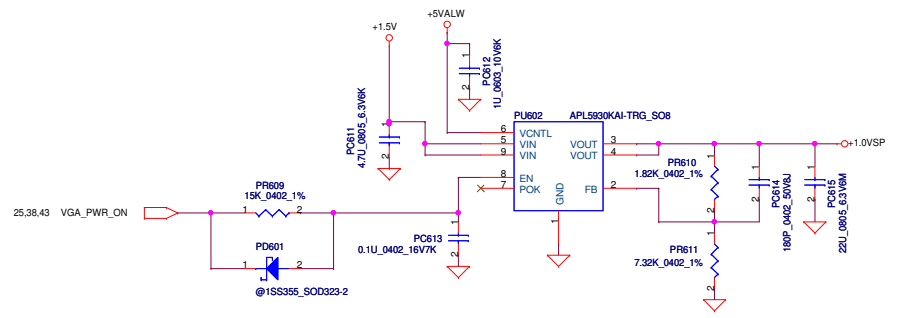 +5VALW
+1.5V
PC612
1U_0603_10V6K
1
2
PC611
4.7U_0805_6.3V6K
1
2
PU602
APL5930KAI-TRG_SO8
6
VCNTL
5
VIN
9
VIN
VOUT
3
VOUT
4
8
EN
7
POK
FB
2
GND
1
+1.0VSP
PR610
1.82K_0402_1%
1
2
PC614
180P_0402_50V8J
1
2
PC615
22U_0805_6.3V6M
1
2
PR609
15K_0402_1%
1
2
25,38,43 VGA_PWR_ON
PD601
1
2
@1SS355_SOD323-2
PC613
0.1U_0402_16V7K
1
2
PR611
7.32K_0402_1%
1
2